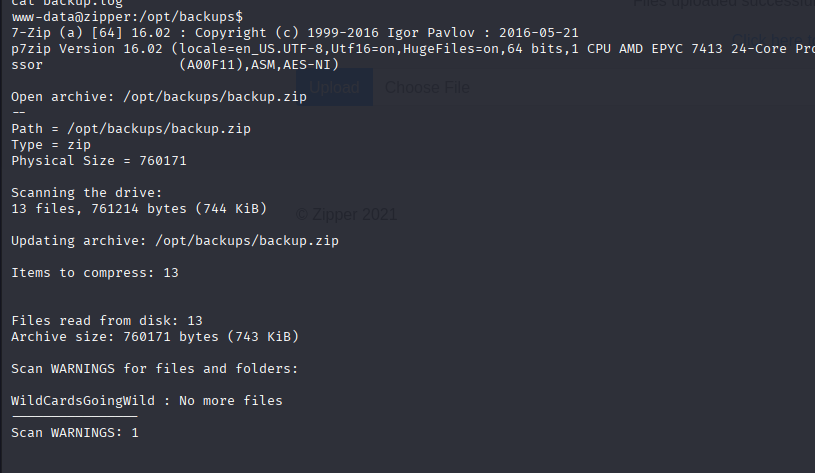 cat backup.log
Files uploaded successfu
www-data@zipper:/opt/backups$
7-Zip (a) [64] 16.02 : Copyright (c) 1999-2016 Igor Pavlov : 2016-05-21
p7zip Version 16.02 (locale=en_US.UTF-8,Utf16=on,HugeFiles=on,64 bits,1 CPU AMD EPYC 7413 24-Core Pro
ssor (A00F11),ASM,AES-NI)
Upload Choose File
Open archive: /opt/backups/backup.zip
--
Path = /opt/backups/backup.zip
Type = zip
Physical Size = 760171
Scanning the drive:
13 files, 761214 bytes (744 KiB)
© Zipper 2021
Updating archive: /opt/backups/backup.zip
Items to compress: 13
Files read from disk: 13
Archive size: 760171 bytes (743 KiB)
Scan WARNINGS for files and folders:
WildCardsGoingWild : No more files
----------------
Scan WARNINGS: 1